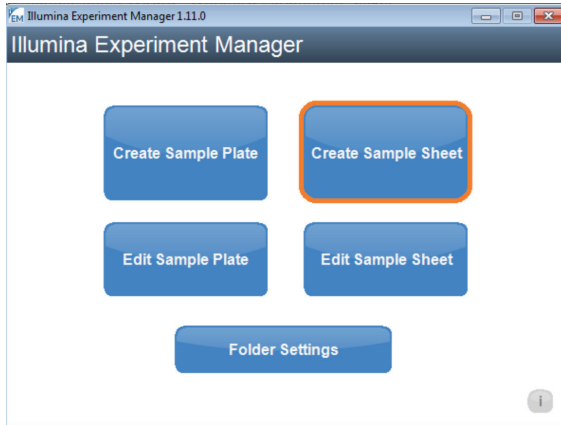 EM Illumina Experiment Manager 1.11.0
Illumina Experiment Manager
Create Sample Plate
Create Sample Sheet
Edit Sample Plate
Edit Sample Sheet
Folder Settings
i